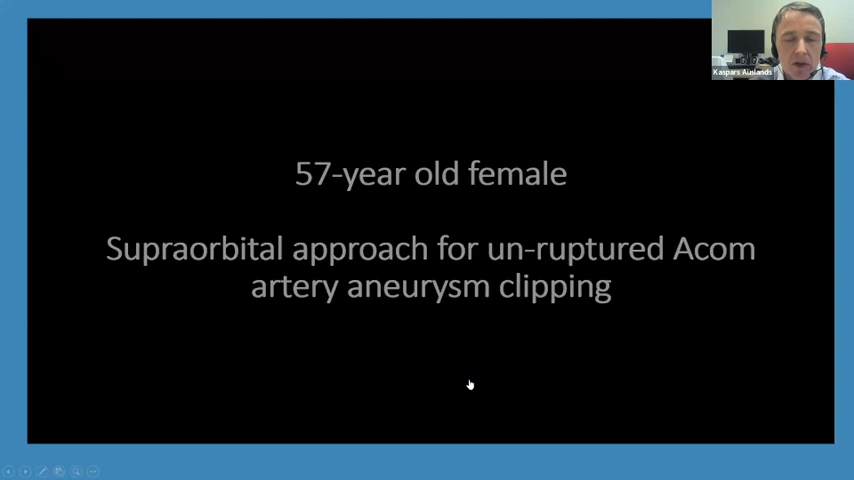 Kaspars Auslands
57-year old female
Supraorbital approach for un-ruptured Acom
artery aneurysm clipping